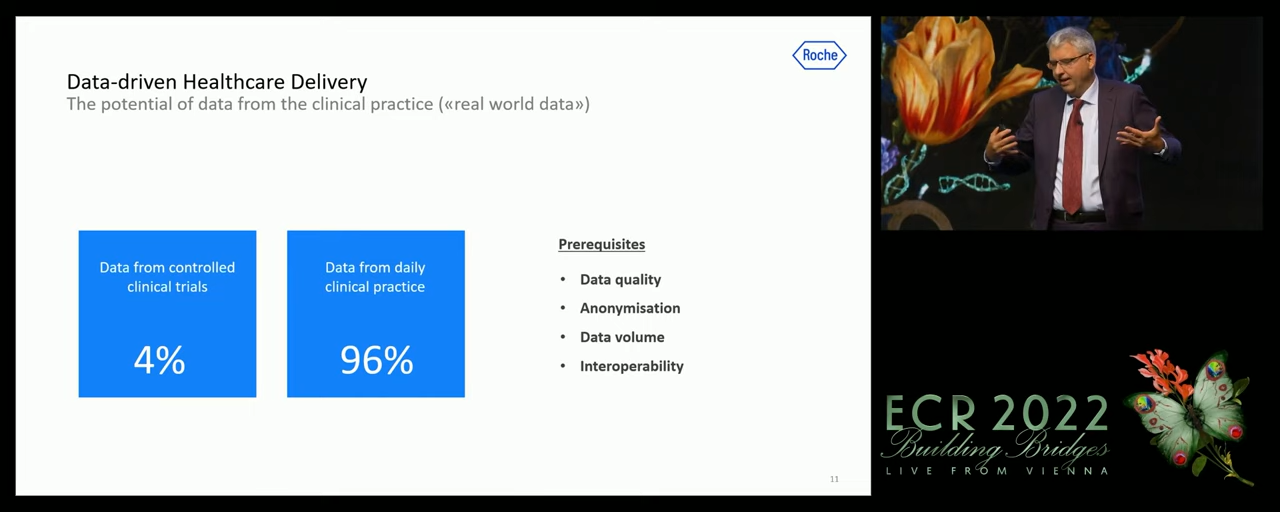 Roche
Data-driven Healthcare Delivery
The potential of data from the clinical practice («real world data»)
Data from controlled
clinical trials
4%
Data from daily
clinical practice
96%
Prerequisites
• Data quality
• Anonymisation
• Data volume
• Interoperability
11
ECR 2022
Building Bridges
LIVE FROM VIENNA